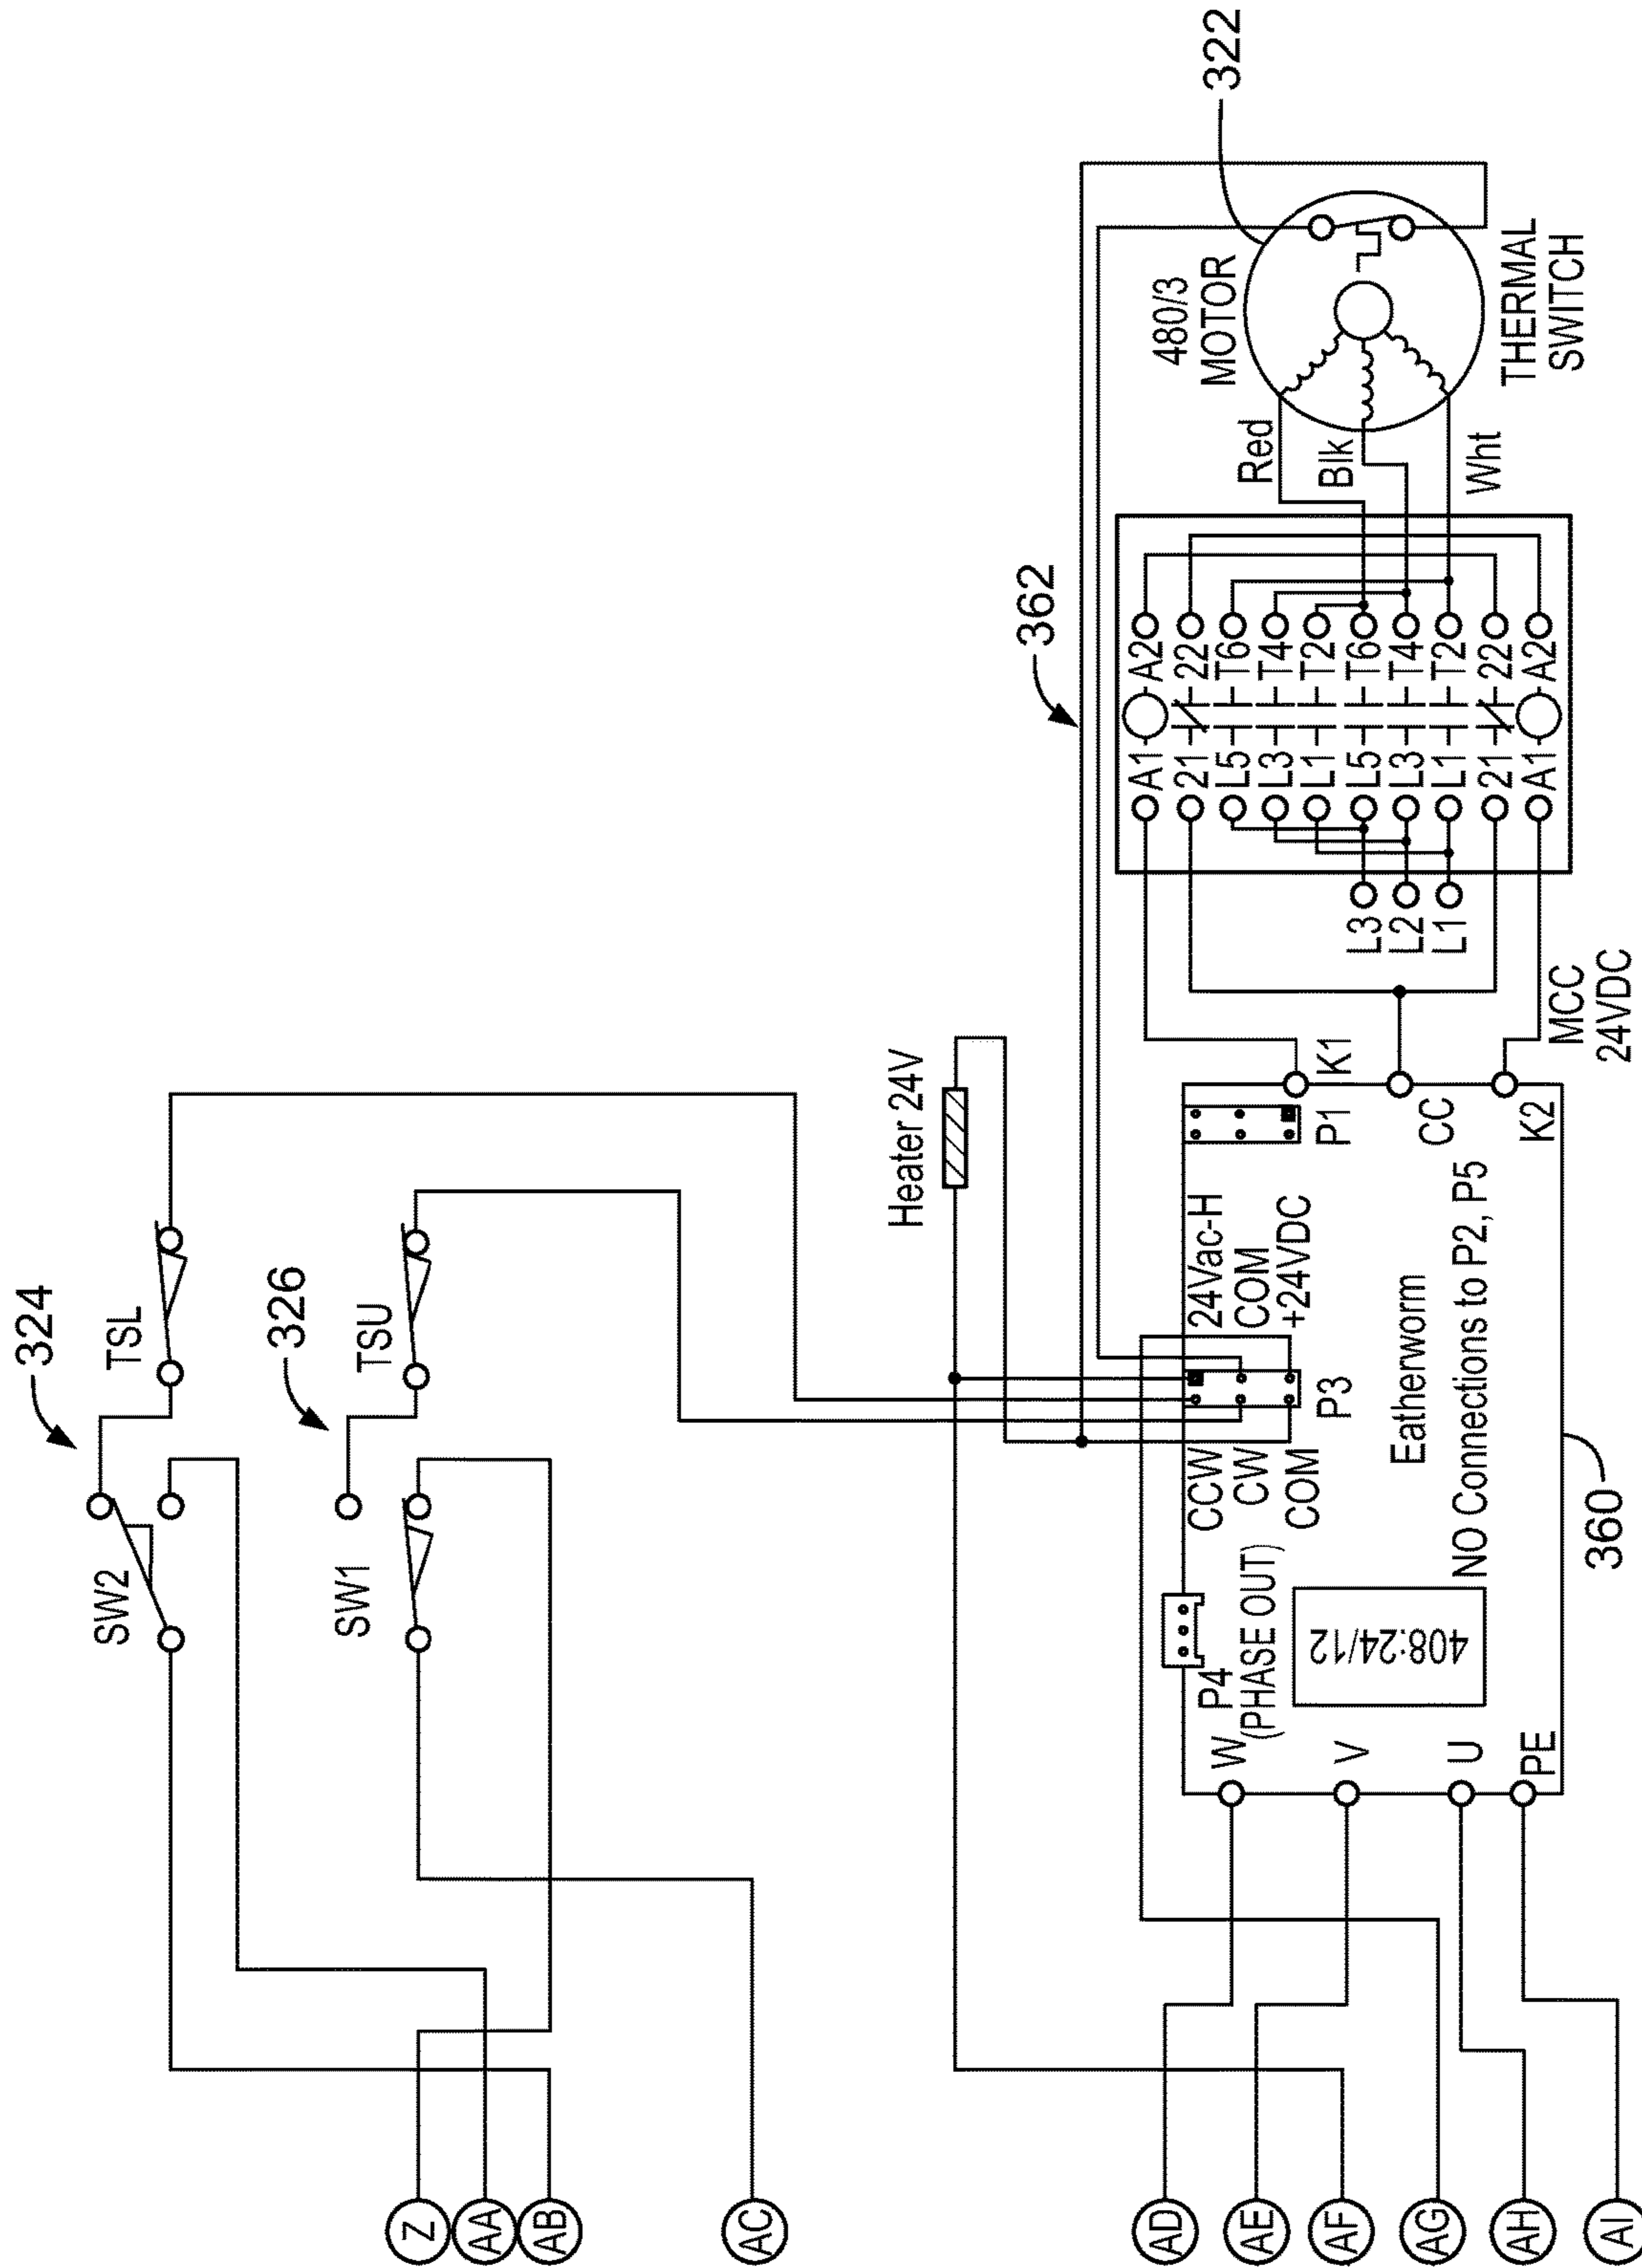 324
TSL
SW2
326
TSU
SW1
Z
AA
AB
AC
Heater 24V
362
322
480/3
MOTOR
THERMAL
SWITCH
Red
Blk
Wht
A1 A2
21 22
L5 T6
L3 T4
L1 T2
L5 T6
L3 T4
L1 T2
21 22
A1 A2
L3
L2
L1
MCC
24VDC
K1
P1
CC
K2
24Vac-H
COM
+24VDC
P3
CCW
CW
COM
Eatherworm
NO Connections to P2, P5
P4
(PHASE OUT)
408:24/12
W
V
U
PE
360
AD
AE
AF
AG
AH
AI